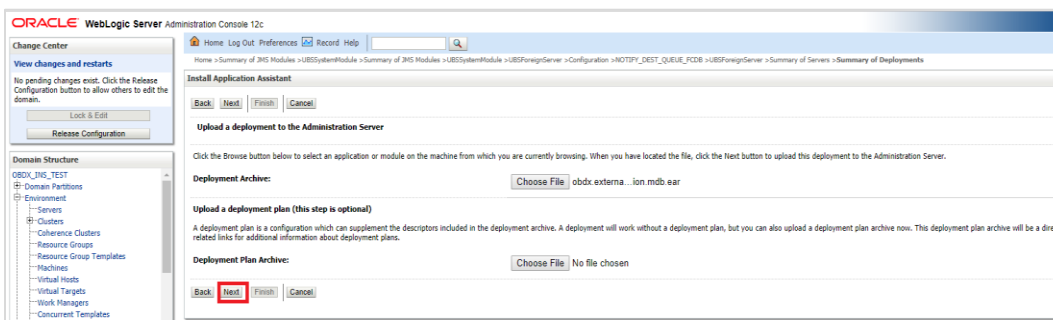 ORACLE WebLogic Server Administration Console 12c
Change Center
View changes and restarts
No pending changes exist. Click the Release
Configuration button to allow others to edit the
domain.
Lock & Edit
Release Configuration
Domain Structure
OBDX_INS_TEST
Domain Partitions
Environment
Servers
Clusters
Coherence Clusters
Resource Groups
Resource Group Templates
Machines
Virtual Hosts
Virtual Targets
Work Managers
Concurrent Templates
Home Log Out Preferences Record Help
Home >Summary of JMS Modules >UBSSystemModule >Summary of JMS Modules >UBSSystemModule >UBSForeignServer >Configuration >NOTIFY_DEST_QUEUE_FCDB >UBSForeignServer >Summary of Servers >Summary of Deployments
Install Application Assistant
Back Next Finish Cancel
Upload a deployment to the Administration Server
Click the Browse button below to select an application or module on the machine from which you are currently browsing. When you have located the file, click the Next button to upload this deployment to the Administration Server.
Deployment Archive:
Choose File obdx.externa...ion.mdb.ear
Upload a deployment plan (this step is optional)
A deployment plan is a configuration which can supplement the descriptors included in the deployment archive. A deployment will work without a deployment plan, but you can also upload a deployment plan archive now. This deployment plan archive will be a dire
related links for additional information about deployment plans.
Deployment Plan Archive:
Choose File No file chosen
Back Next Finish Cancel